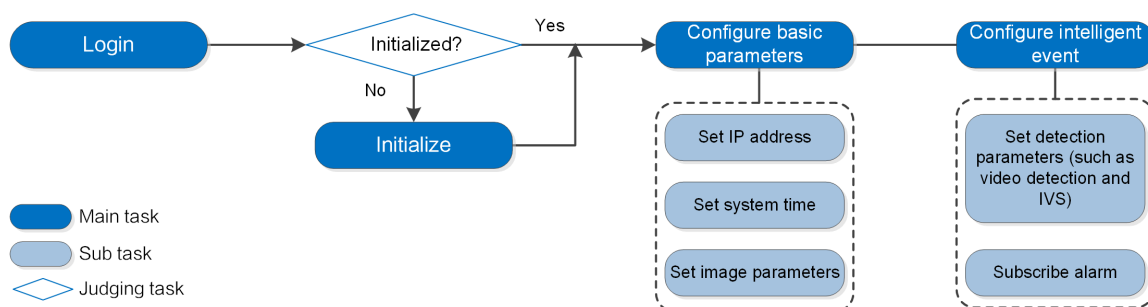 Login
Initialized?
Yes
No
Initialize
Configure basic
parameters
Set IP address
Set system time
Set image parameters
Configure intelligent
event
Set detection
parameters (such as
video detection and
IVS)
Subscribe alarm
Main task
Sub task
Judging task